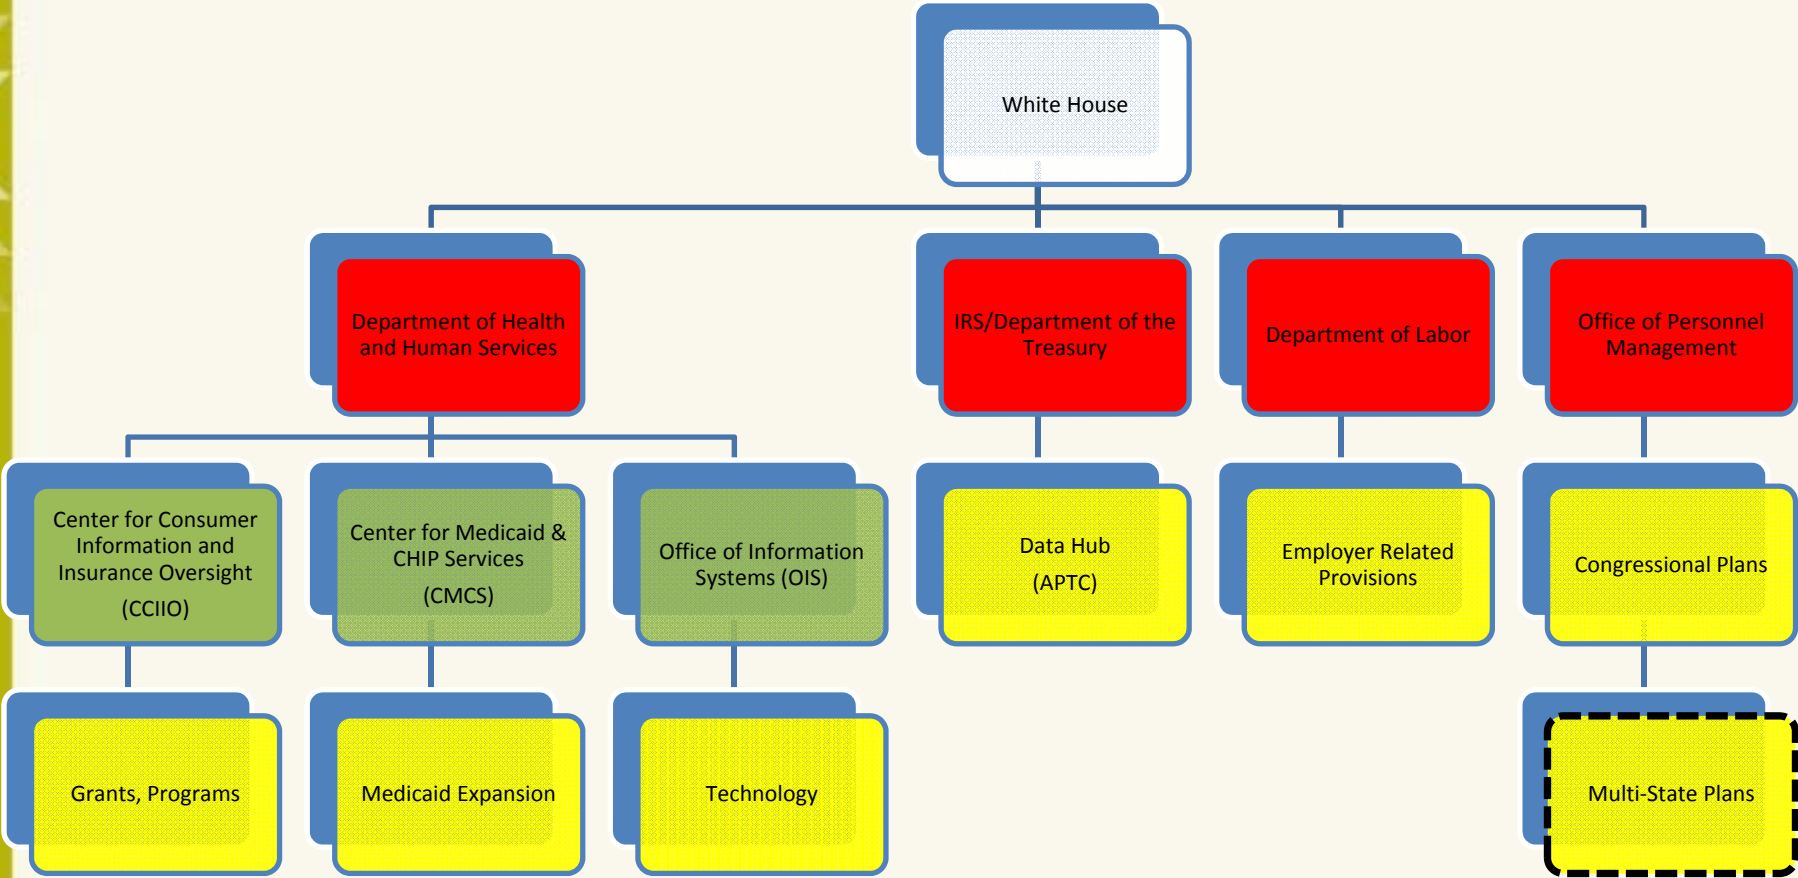 White House
Department of Health
and Human Services
IRS/Department of the
Treasury
Department of Labor
Office of Personnel
Management
Center for Consumer
Information and
Insurance Oversight
(CCIIO)
Center for Medicaid &
CHIP Services
(CMCS)
Office of Information
Systems (OIS)
Data Hub
(APTC)
Employer Related
Provisions
Congressional Plans
Grants, Programs
Medicaid Expansion
Technology
Multi-State Plans